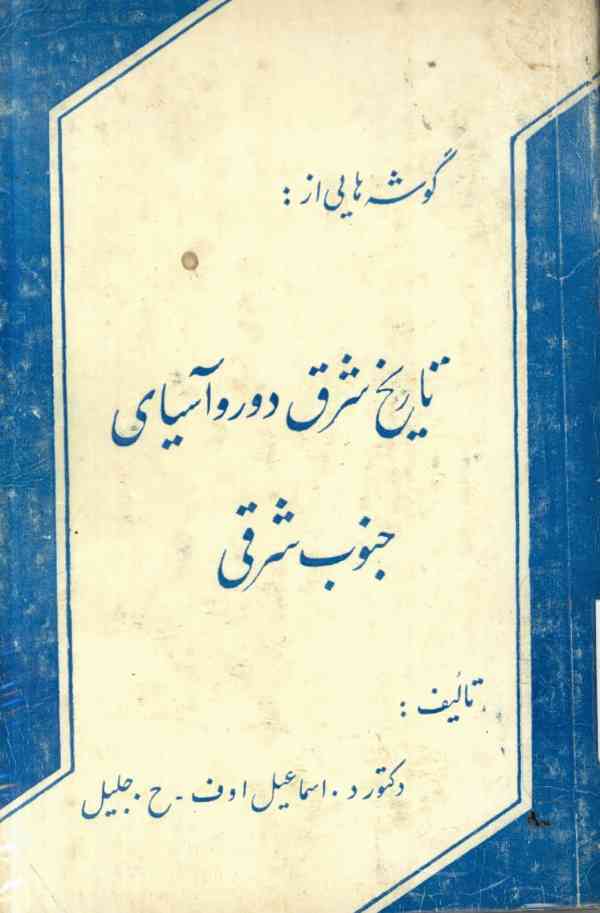 گوشه هایی از :
تاریخ شرق دور و آسیای
جنوب شرقی
تالیف :
دکتور د . اسماعیل اوف - ح . جلیل